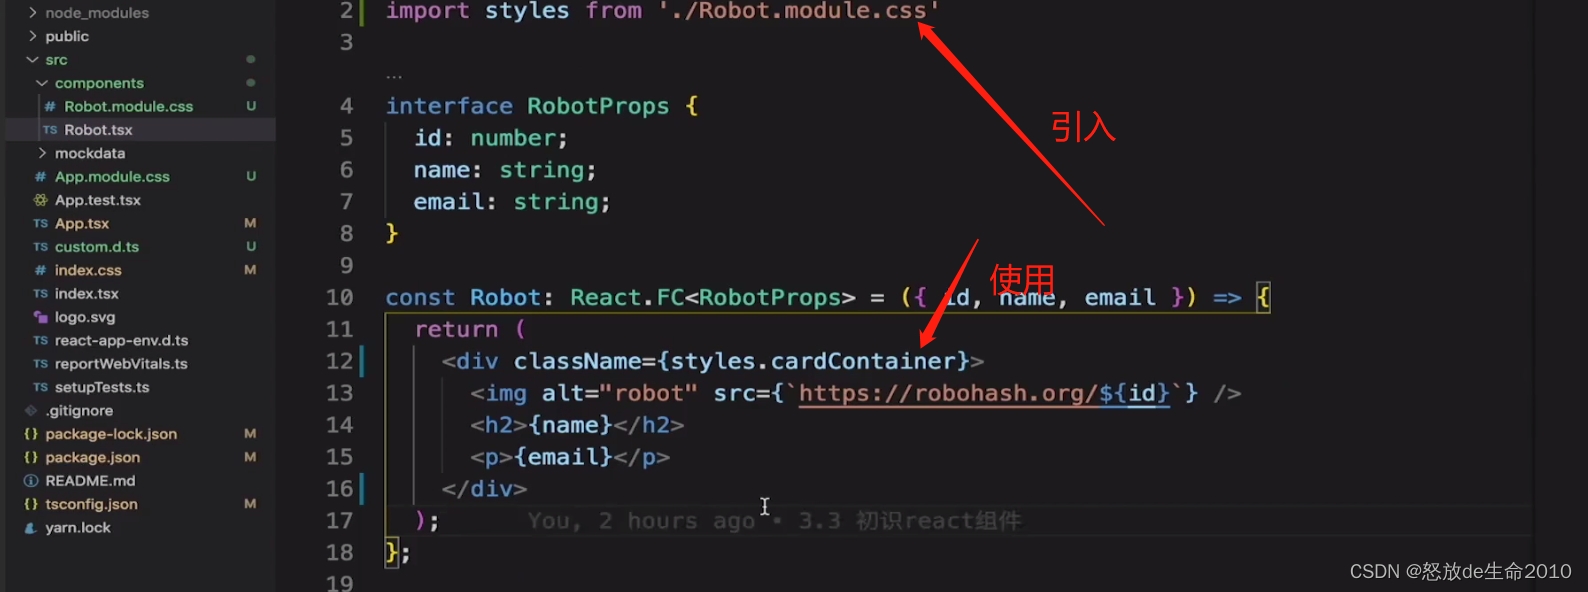 node_modules
public
src
components
# Robot.module.css U
TS Robot.tsx
mockdata
# App.module.css U
App.test.tsx
TS App.tsx M
TS custom.d.ts U
# index.css M
TS index.tsx
logo.svg
TS react-app-env.d.ts
TS reportWebVitals.ts
TS setupTests.ts
.gitignore
{} package-lock.json M
{} package.json M
README.md
{} tsconfig.json M
yarn.lock
2 import styles from './Robot.module.css'
3
...
引入
4 interface RobotProps {
5 id: number;
6 name: string;
7 email: string;
8 }
9
使用
10 const Robot: React.FC<RobotProps> = ({ id, name, email }) => {
11 return (
12 <div className={styles.cardContainer}>
13 <img alt="robot" src={`https://robohash.org/${id}`} />
14 <h2>{name}</h2>
15 <p>{email}</p>
16 </div>
17 ); You, 2 hours ago • 3.3 初识react组件
18 };
19
CSDN @怒放de生命2010